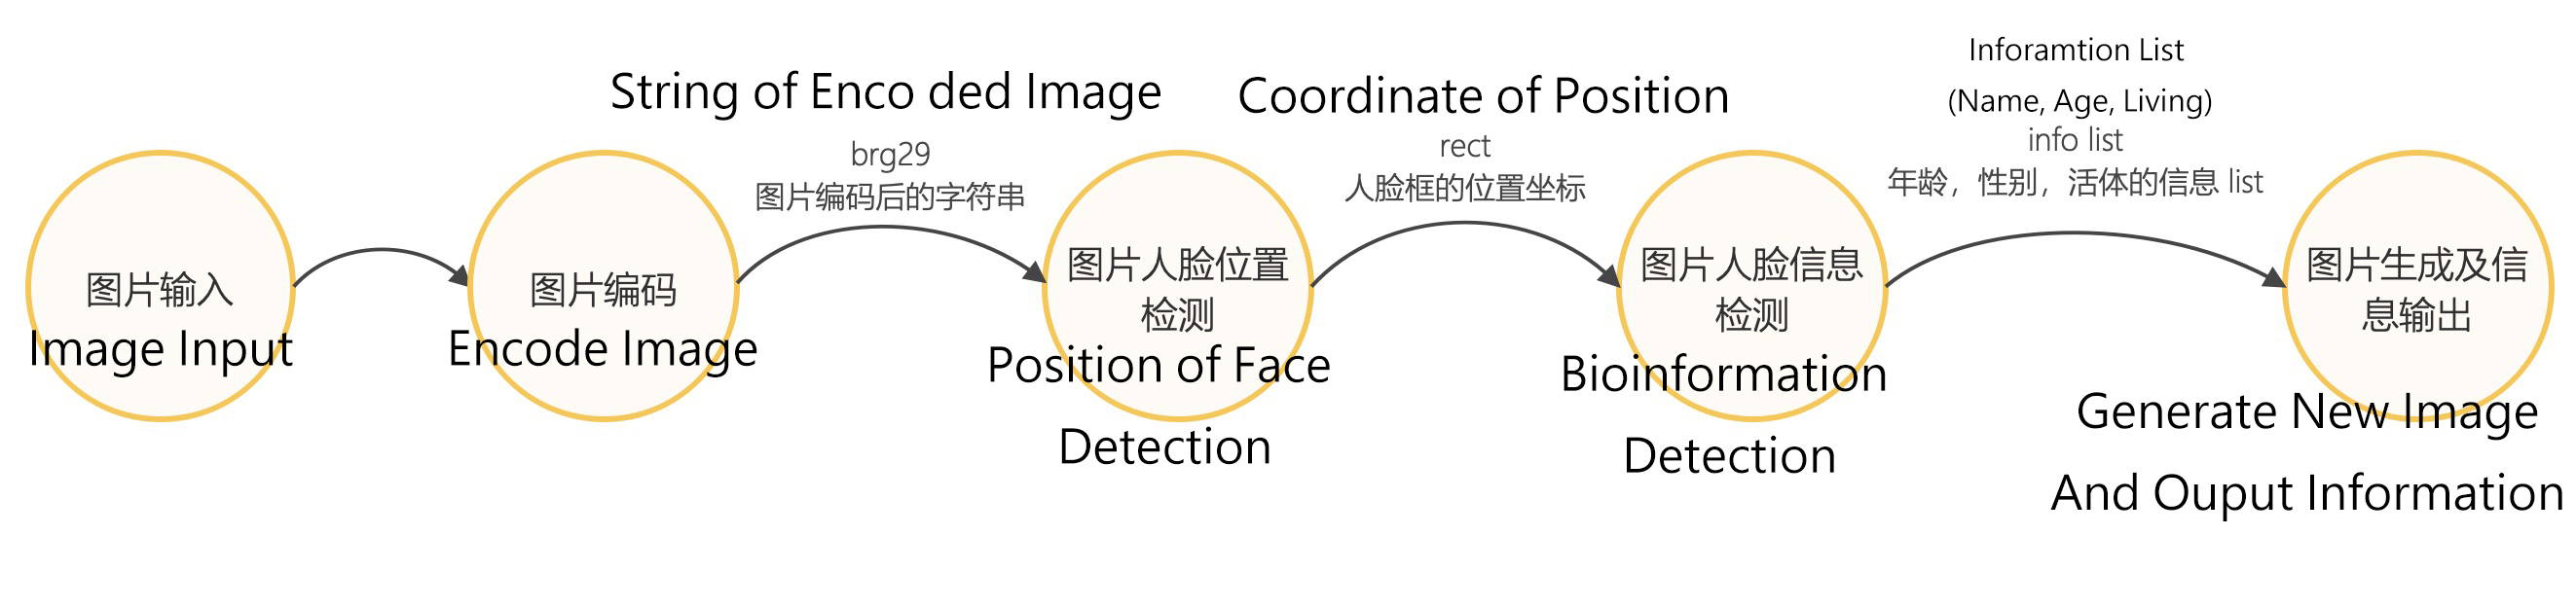 图片输入
Image Input
图片编码
Encode Image
String of Enco ded Image
brg29
图片编码后的字符串
图片人脸位置
检测
Position of Face
Detection
Coordinate of Position
rect
人脸框的位置坐标
图片人脸信息
检测
Bioinformation
Detection
Inforamtion List
(Name, Age, Living)
info list
年龄，性别，活体的信息 list
图片生成及信
息输出
Generate New Image
And Ouput Information